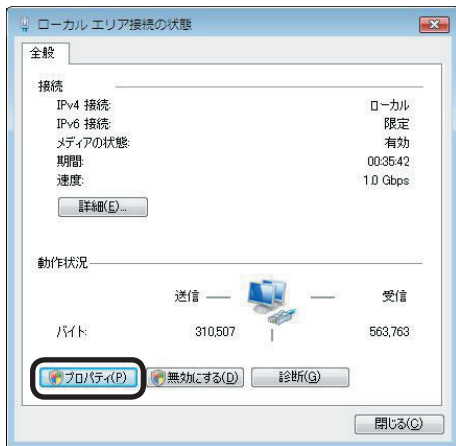 ローカル エリア接続の状態
全般
接続
IPv4 接続: ローカル
IPv6 接続: 限定
メディアの状態: 有効
期間: 00:35:42
速度: 1.0 Gbps
詳細(E)...
動作状況
送信 — — 受信
バイト: 310,507 563,763
プロパティ(P) 無効にする(D) 診断(G)
閉じる(C)